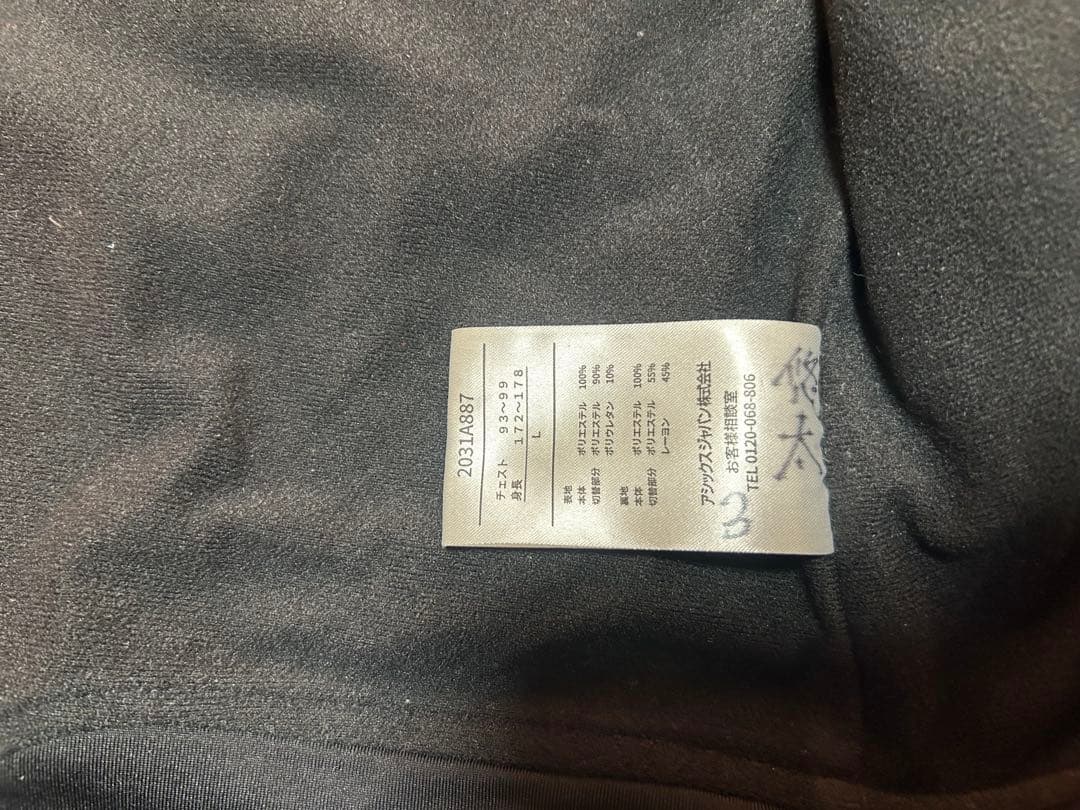 2031A887
チェスト 93～99
身長 172～178
L
表地
本体 ポリエステル 100%
切替部分 ポリエステル 90%
ポリウレタン 10%
裏地
本体 ポリエステル 100%
切替部分 ポリエステル 55%
レーヨン 45%
アシックスジャパン株式会社
お客様相談室
TEL 0120-068-806
悠太